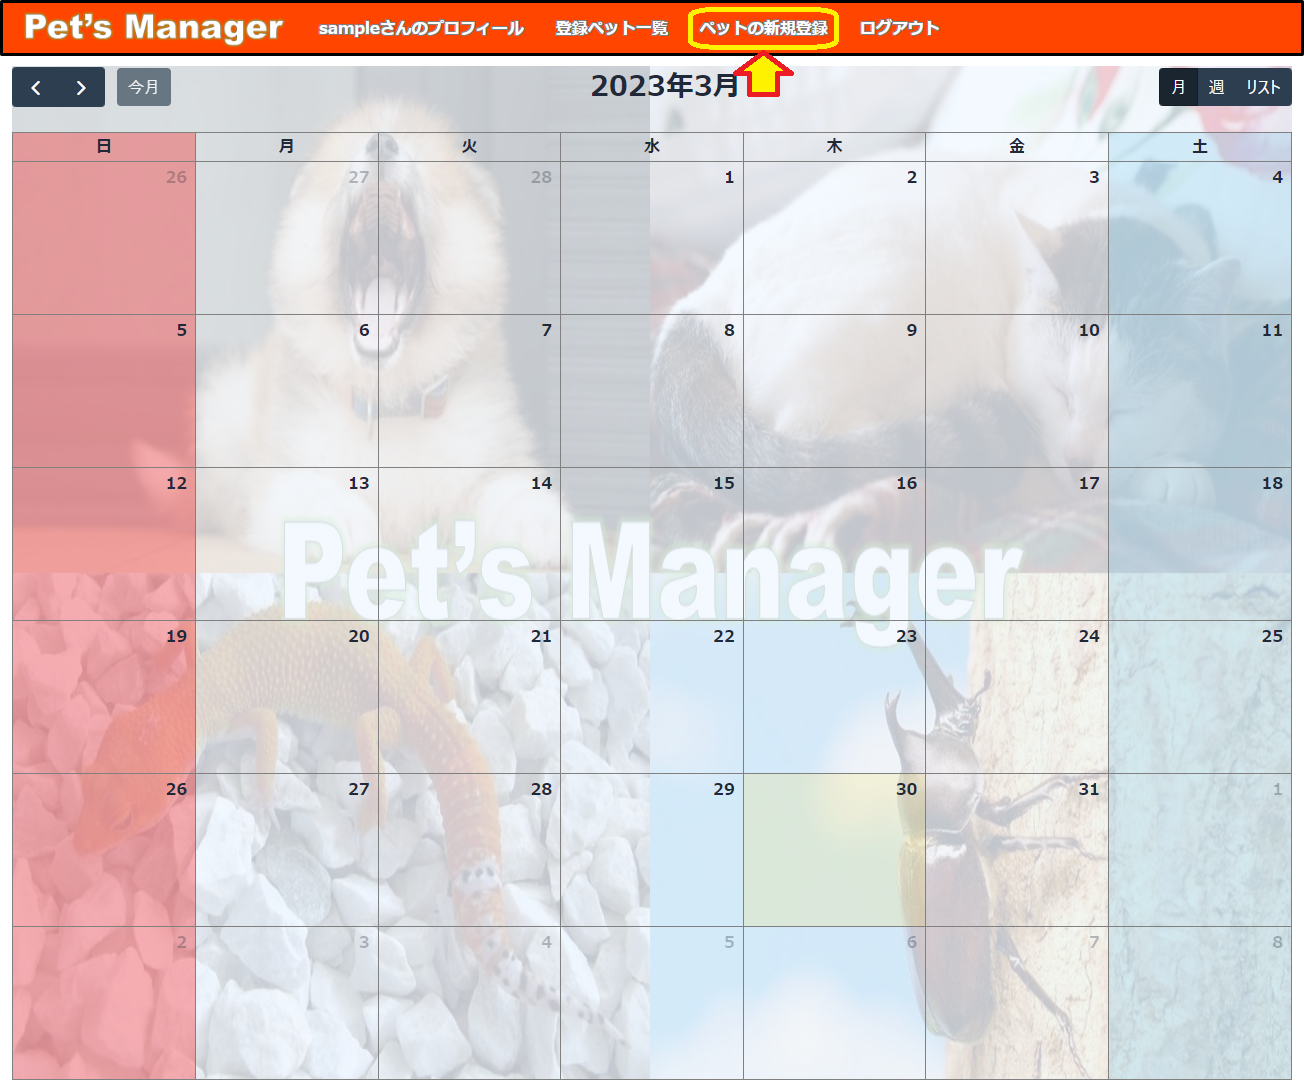 Pet's Manager sampleさんのプロフィール 登録ペット一覧 ペットの新規登録 ログアウト
今月 2023年3月 月 週 リスト
日 月 火 水 木 金 土
26 27 28 1 2 3 4
5 6 7 8 9 10 11
12 13 14 15 16 17 18
Pet's Manager
19 20 21 22 23 24 25
26 27 28 29 30 31 1
2 3 4 5 6 7 8